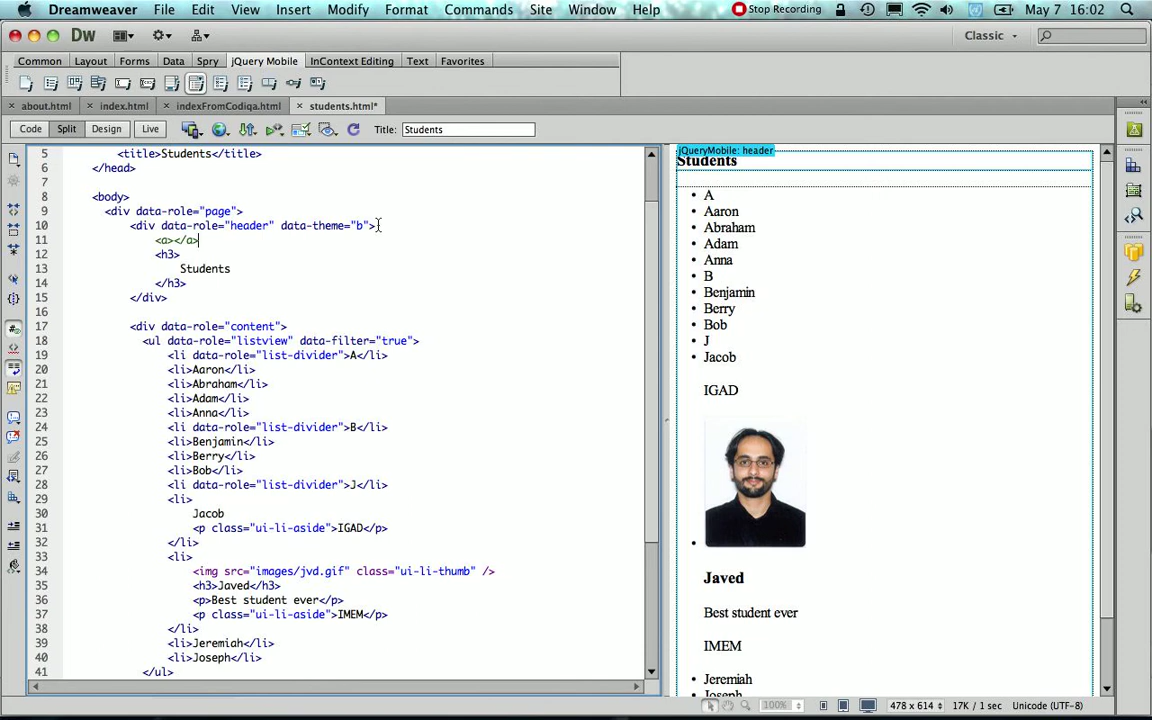 Dreamweaver File Edit View Insert Modify Format Commands Site Window Help Stop Recording May 7 16:02
Dw Classic
Common Layout Forms Data Spry jQuery Mobile InContext Editing Text Favorites
about.html index.html indexFromCodiqa.html students.html*
Code Split Design Live Title: Students
5 <title>Students</title>
6 </head>
7
8 <body>
9 <div data-role="page">
10 <div data-role="header" data-theme="b">
11 <a></a>
12 <h3>
13 Students
14 </h3>
15 </div>
16
17 <div data-role="content">
18 <ul data-role="listview" data-filter="true">
19 <li data-role="list-divider">A</li>
20 <li>Aaron</li>
21 <li>Abraham</li>
22 <li>Adam</li>
23 <li>Anna</li>
24 <li data-role="list-divider">B</li>
25 <li>Benjamin</li>
26 <li>Berry</li>
27 <li>Bob</li>
28 <li data-role="list-divider">J</li>
29 <li>
30 Jacob
31 <p class="ui-li-aside">IGAD</p>
32 </li>
33 <li>
34 <img src="images/jvd.gif" class="ui-li-thumb" />
35 <h3>Javed</h3>
36 <p>Best student ever</p>
37 <p class="ui-li-aside">IMEM</p>
38 </li>
39 <li>Jeremiah</li>
40 <li>Joseph</li>
41 </ul>
jQueryMobile: header
Students
• A
• Aaron
• Abraham
• Adam
• Anna
• B
• Benjamin
• Berry
• Bob
• J
• Jacob
IGAD
•
Javed
Best student ever
IMEM
• Jeremiah
• Joseph
100% 478 x 614 17K / 1 sec Unicode (UTF-8)